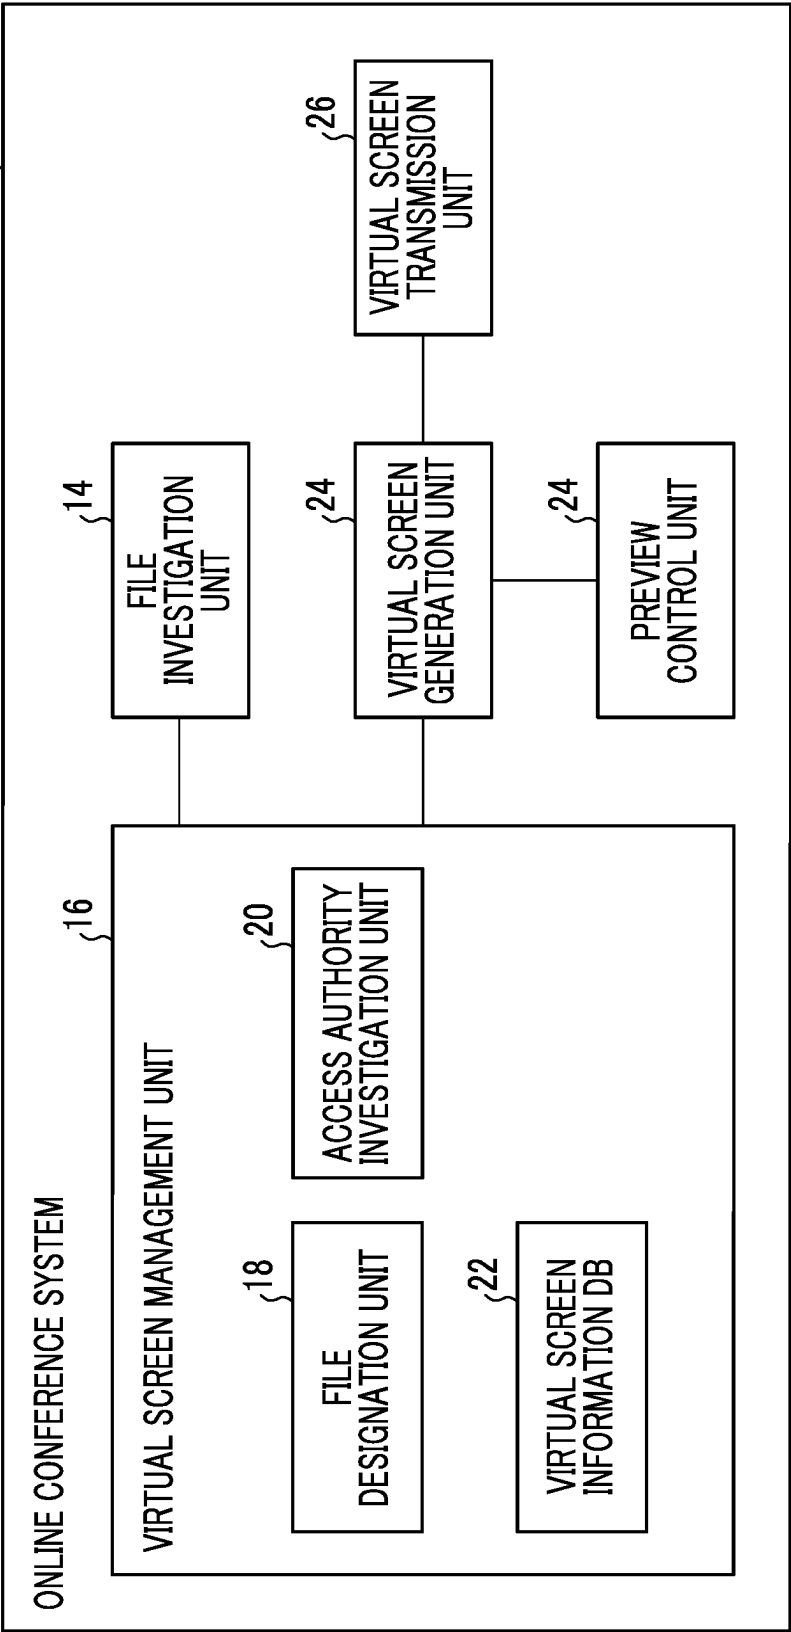 ONLINE CONFERENCE SYSTEM
16
VIRTUAL SCREEN MANAGEMENT UNIT
18
FILE
DESIGNATION UNIT
20
ACCESS AUTHORITY
INVESTIGATION UNIT
22
VIRTUAL SCREEN
INFORMATION DB
14
FILE
INVESTIGATION
UNIT
24
VIRTUAL SCREEN
GENERATION UNIT
24
PREVIEW
CONTROL UNIT
26
VIRTUAL SCREEN
TRANSMISSION
UNIT